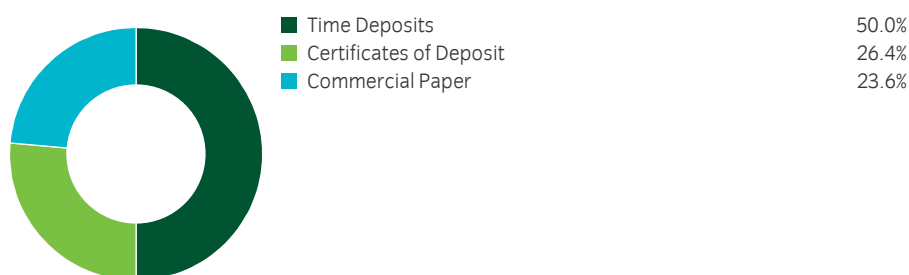 Time Deposits 50.0%
Certificates of Deposit 26.4%
Commercial Paper 23.6%